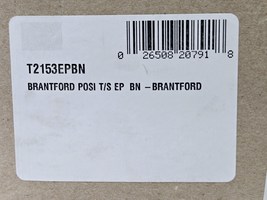 0 26508 20791 8
T2153EPBN
BRANTFORD POSI T/S EP BN -BRANTFORD